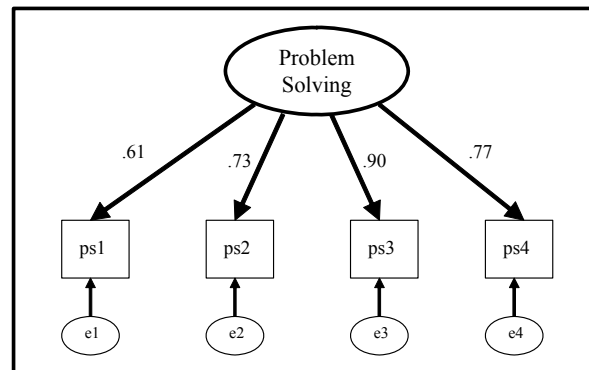 Problem
Solving
.61
.73
.90
.77
ps1
ps2
ps3
ps4
e1
e2
e3
e4